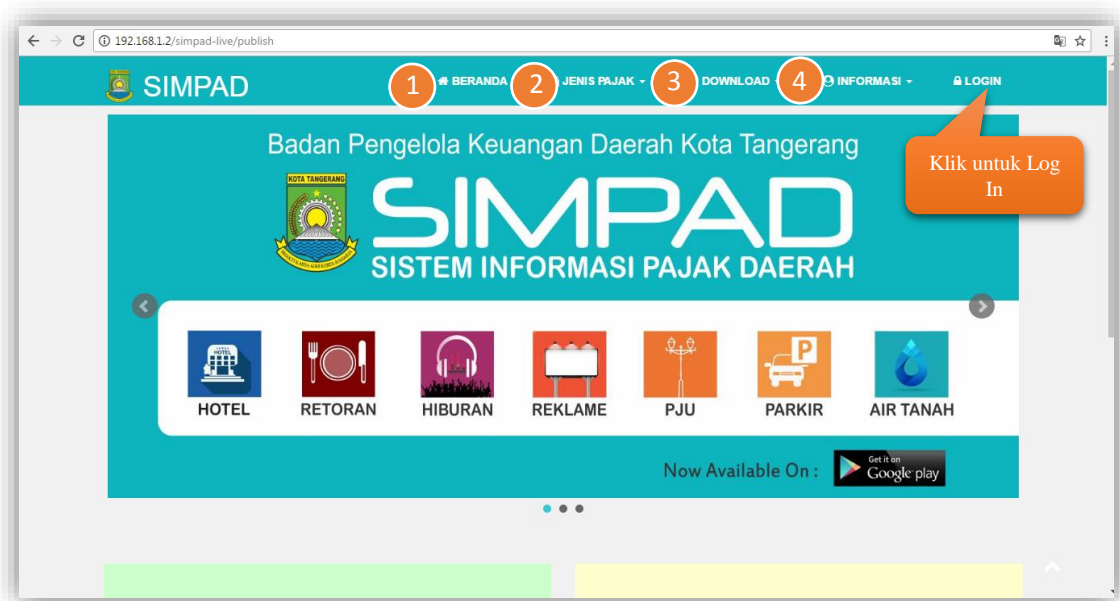 192.168.1.2/simpad-live/publish
SIMPAD
1 BERANDA 2 JENIS PAJAK 3 DOWNLOAD 4 INFORMASI LOGIN
Klik untuk Log
In
Badan Pengelola Keuangan Daerah Kota Tangerang
KOTA TANGERANG
SIMPAD
SISTEM INFORMASI PAJAK DAERAH
HOTEL
P
HOTEL RETORAN HIBURAN REKLAME PJU PARKIR AIR TANAH
Now Available On :
Get it on
Google play